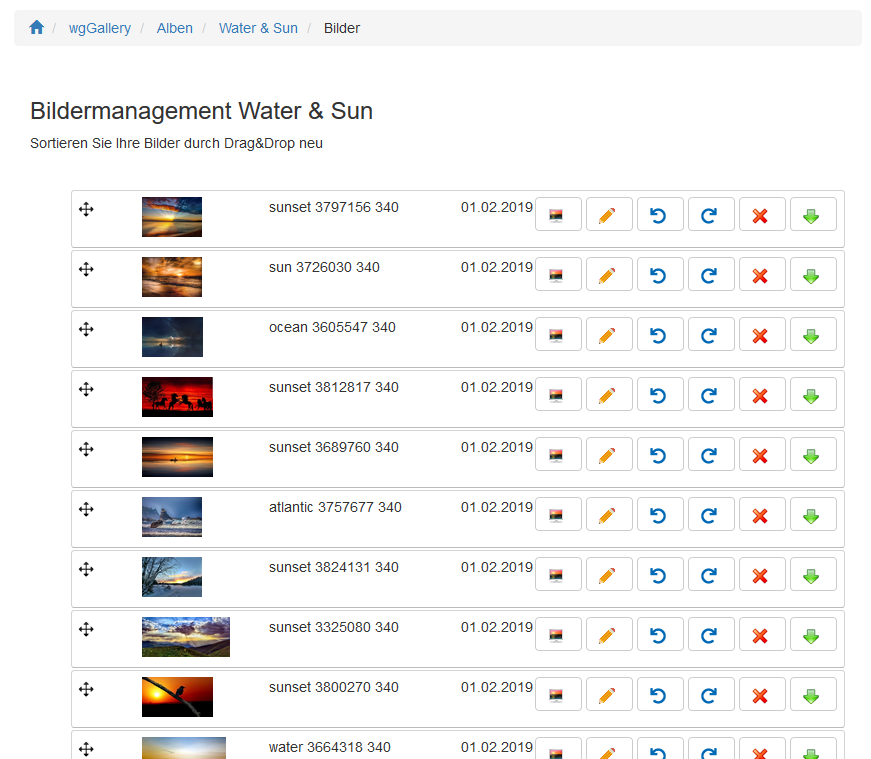 / wgGallery / Alben / Water & Sun / Bilder
Bildermanagement Water & Sun
Sortieren Sie Ihre Bilder durch Drag&Drop neu
sunset 3797156 340 01.02.2019
sun 3726030 340 01.02.2019
ocean 3605547 340 01.02.2019
sunset 3812817 340 01.02.2019
sunset 3689760 340 01.02.2019
atlantic 3757677 340 01.02.2019
sunset 3824131 340 01.02.2019
sunset 3325080 340 01.02.2019
sunset 3800270 340 01.02.2019
water 3664318 340 01.02.2019